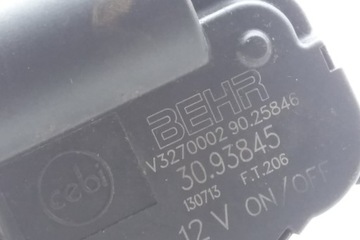 BEHR
V3270002 90.25846
30.93845
130713 F.T.206
12 V ON/OFF
cebi